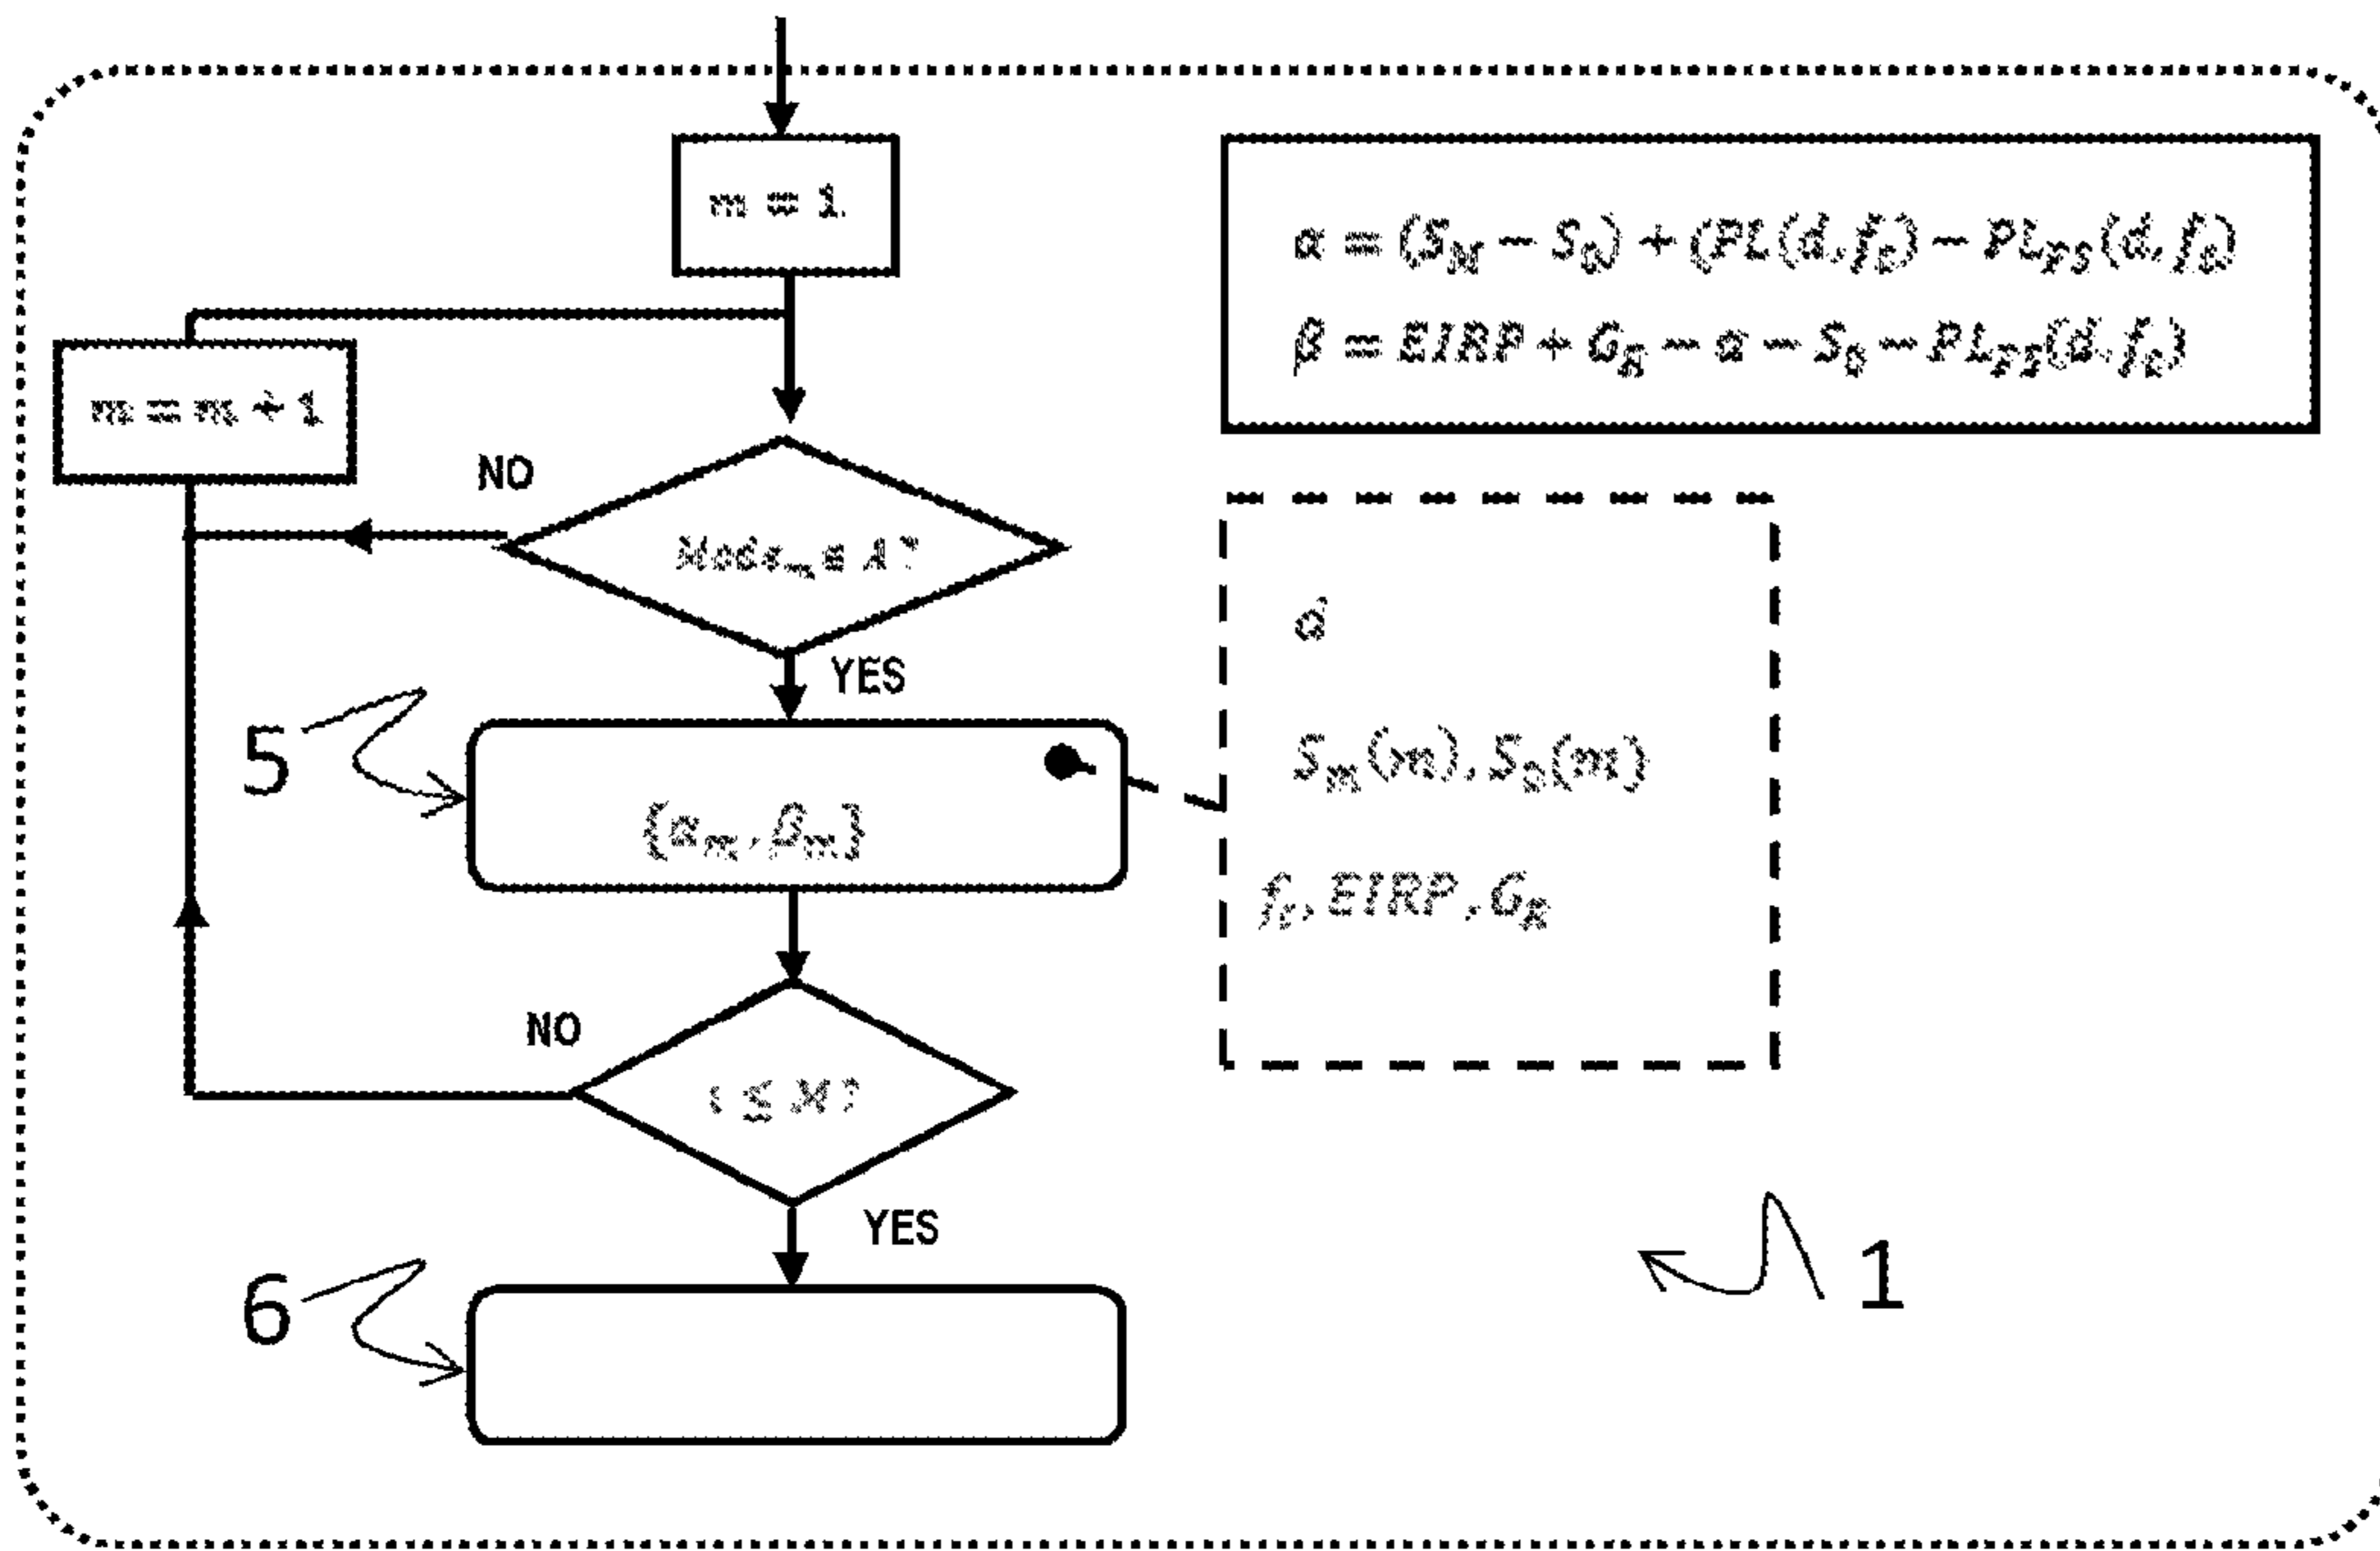 m = 1
α = (S_M − S_0) + (PL(d, f_c) − PL_FS(d, f_c)
β = EIRP + G_R − α − S_0 − PL_FS(d, f_c)
m = m + 1
NO
YES
5
{α_m, β_m}
d
S_M(m), S_0(m)
f_c, EIRP, G_R
NO
YES
6
1